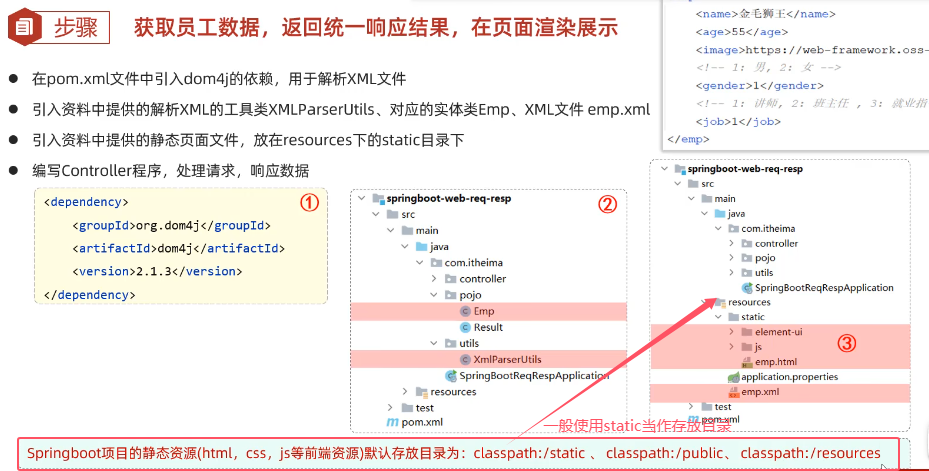 步骤
获取员工数据，返回统一响应结果，在页面渲染展示
在pom.xml文件中引入dom4j的依赖，用于解析XML文件
引入资料中提供的解析XML的工具类XMLParserUtils、对应的实体类Emp、XML文件 emp.xml
引入资料中提供的静态页面文件，放在resources下的static目录下
编写Controller程序，处理请求，响应数据
<name>金毛狮王</name>
<age>55</age>
<image>https://web-framework.oss-
<!-- 1: 男, 2: 女 -->
<gender>1</gender>
<!-- 1: 讲师, 2: 班主任 , 3: 就业指
<job>1</job>
</emp>
①
<dependency>
<groupId>org.dom4j</groupId>
<artifactId>dom4j</artifactId>
<version>2.1.3</version>
</dependency>
②
springboot-web-req-resp
src
main
java
com.itheima
controller
pojo
Emp
Result
utils
XmlParserUtils
SpringBootReqRespApplication
resources
test
pom.xml
③
springboot-web-req-resp
src
main
java
com.itheima
controller
pojo
utils
SpringBootReqRespApplication
resources
static
element-ui
js
emp.html
application.properties
emp.xml
test
pom.xml
一般使用static当作存放目录
Springboot项目的静态资源(html，css，js等前端资源)默认存放目录为：classpath:/static 、 classpath:/public、 classpath:/resources